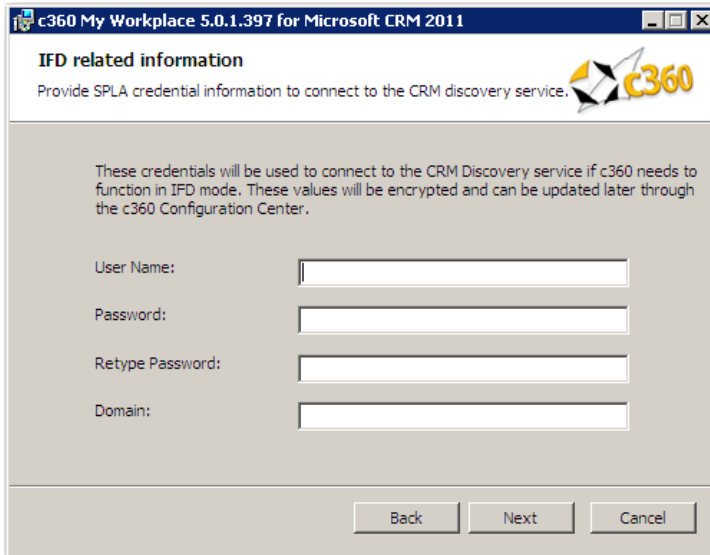 c360 My Workplace 5.0.1.397 for Microsoft CRM 2011
IFD related information
Provide SPLA credential information to connect to the CRM discovery service.
c360
These credentials will be used to connect to the CRM Discovery service if c360 needs to
function in IFD mode. These values will be encrypted and can be updated later through
the c360 Configuration Center.
User Name:
Password:
Retype Password:
Domain:
Back
Next
Cancel